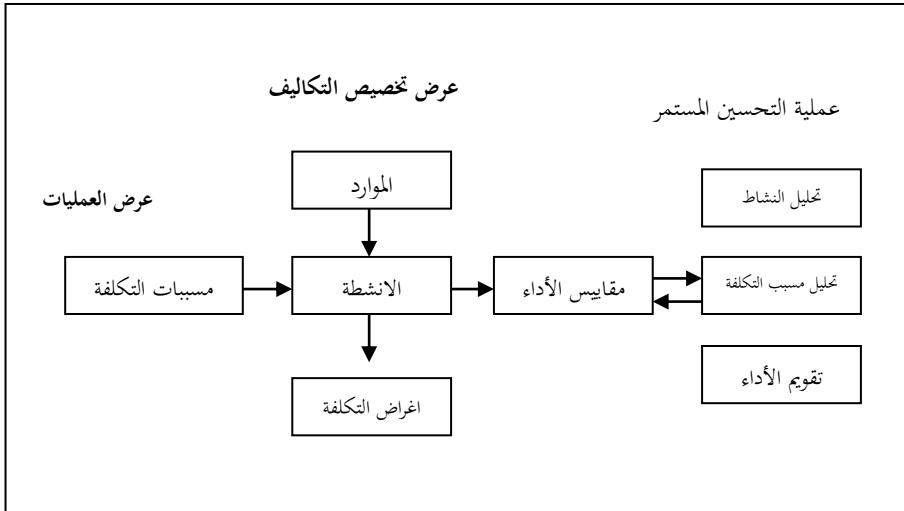 عرض تخصيص التكاليف
عملية التحسين المستمر
الموارد
تحليل النشاط
عرض العمليات
مسببات التكلفة
الانشطة
مقاييس الأداء
تحليل مسبب التكلفة
تقويم الأداء
اغراض التكلفة